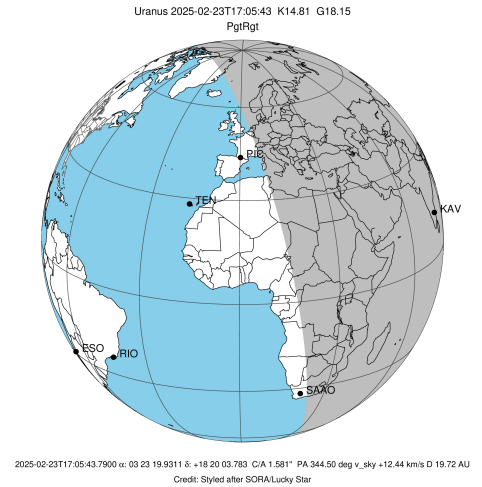 Uranus 2025-02-23T17:05:43  K14.81  G18.15
PgtRgt
PIC
TEN
KAV
ESO
RIO
SAAO
2025-02-23T17:05:43.7900 α: 03 23 19.9311 δ: +18 20 03.783  C/A 1.581"  PA 344.50 deg v_sky +12.44 km/s D 19.72 AU
Credit: Styled after SORA/Lucky Star